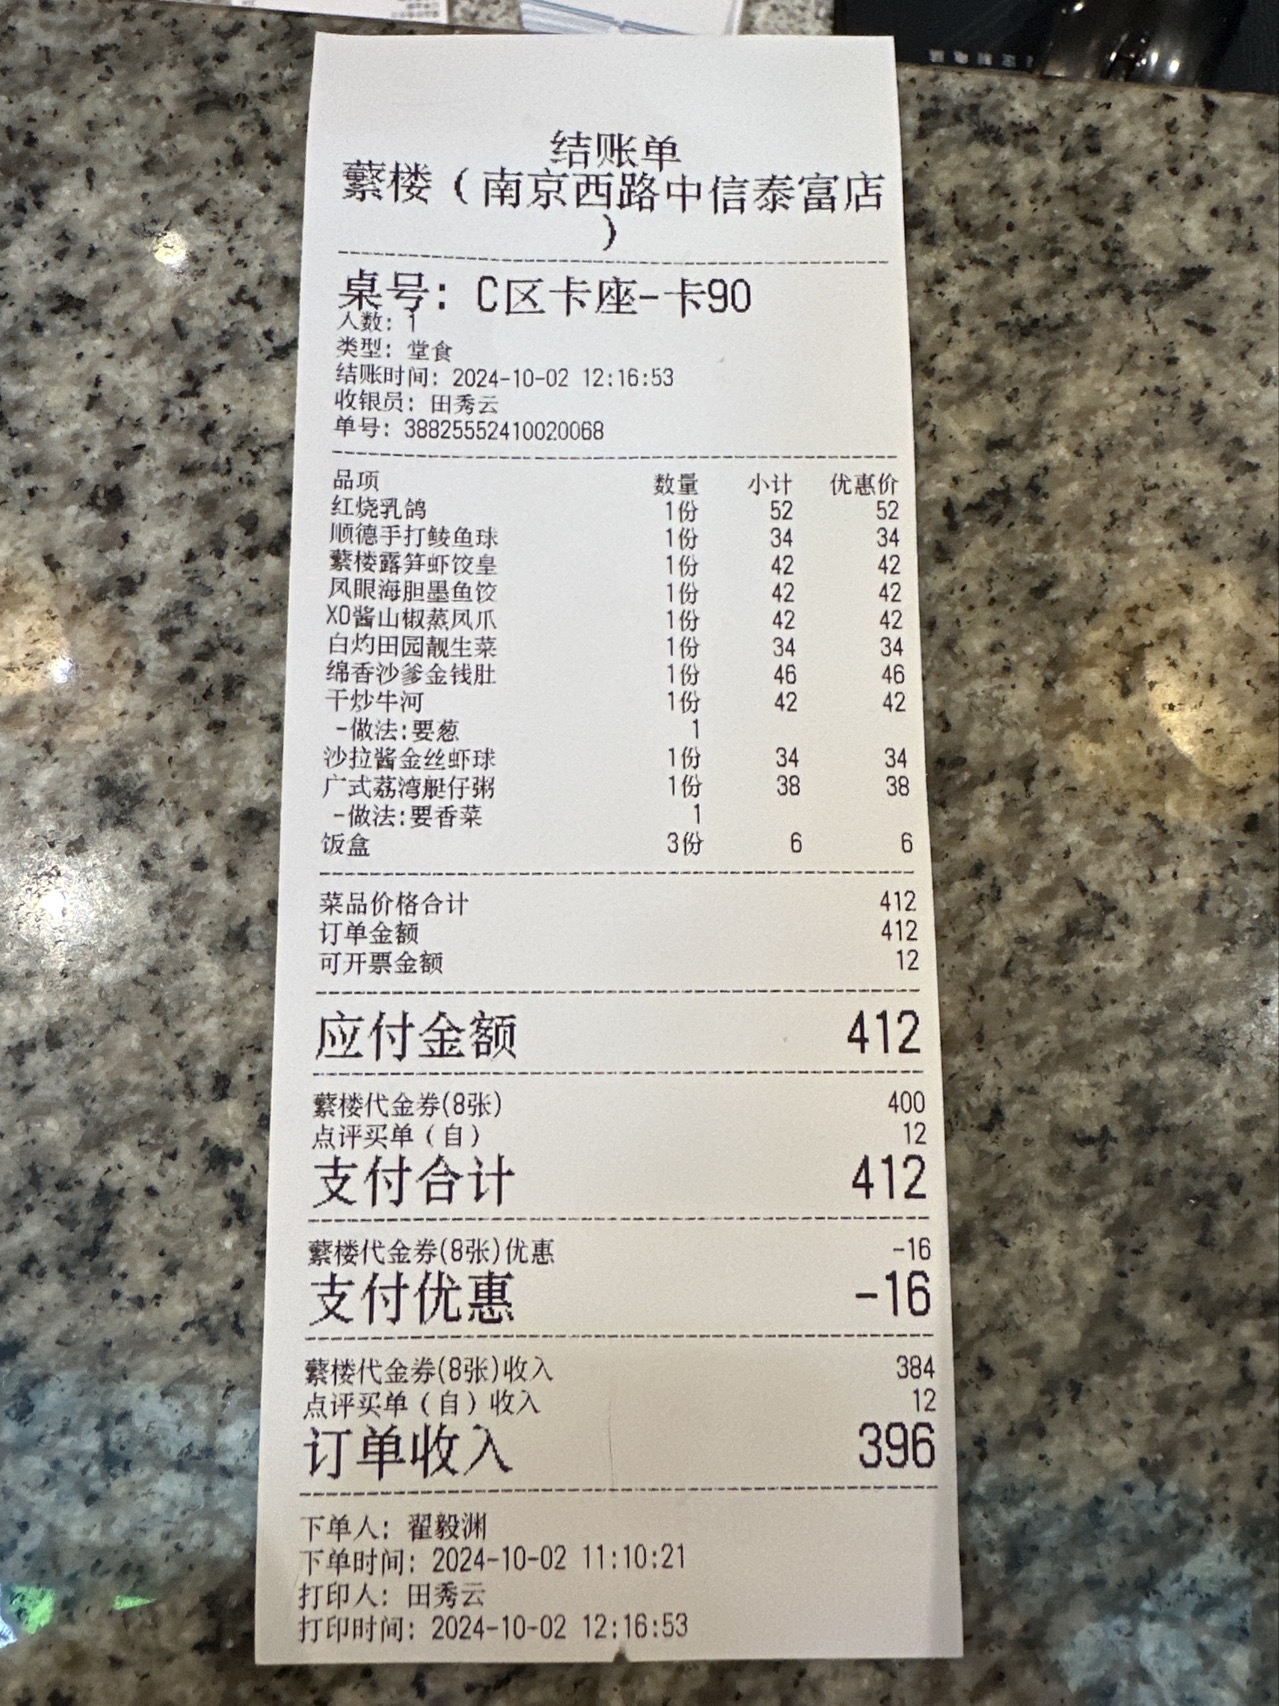 结账单
蘩楼（南京西路中信泰富店
）
桌号: C区卡座-卡90
人数: 1
类型: 堂食
结账时间: 2024-10-02 12:16:53
收银员: 田秀云
单号: 38825552410020068
品项 数量 小计 优惠价
红烧乳鸽 1份 52 52
顺德手打鲮鱼球 1份 34 34
蘩楼露笋虾饺皇 1份 42 42
凤眼海胆墨鱼饺 1份 42 42
XO酱山椒蒸凤爪 1份 42 42
白灼田园靓生菜 1份 34 34
绵香沙爹金钱肚 1份 46 46
干炒牛河 1份 42 42
-做法:要葱 1
沙拉酱金丝虾球 1份 34 34
广式荔湾艇仔粥 1份 38 38
-做法:要香菜 1
饭盒 3份 6 6
菜品价格合计 412
订单金额 412
可开票金额 12
应付金额 412
蘩楼代金券(8张) 400
点评买单（自） 12
支付合计 412
蘩楼代金券(8张)优惠 -16
支付优惠 -16
蘩楼代金券(8张)收入 384
点评买单（自）收入 12
订单收入 396
下单人: 翟毅渊
下单时间: 2024-10-02 11:10:21
打印人: 田秀云
打印时间: 2024-10-02 12:16:53